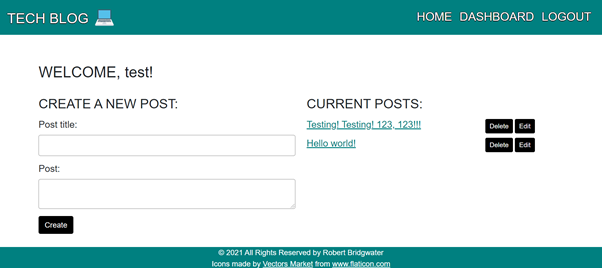 TECH BLOG
HOME DASHBOARD LOGOUT
WELCOME, test!
CREATE A NEW POST:
Post title:
Post:
Create
CURRENT POSTS:
Testing! Testing! 123, 123!!! Delete Edit
Hello world! Delete Edit
© 2021 All Rights Reserved by Robert Bridgwater
Icons made by Vectors Market from www.flaticon.com